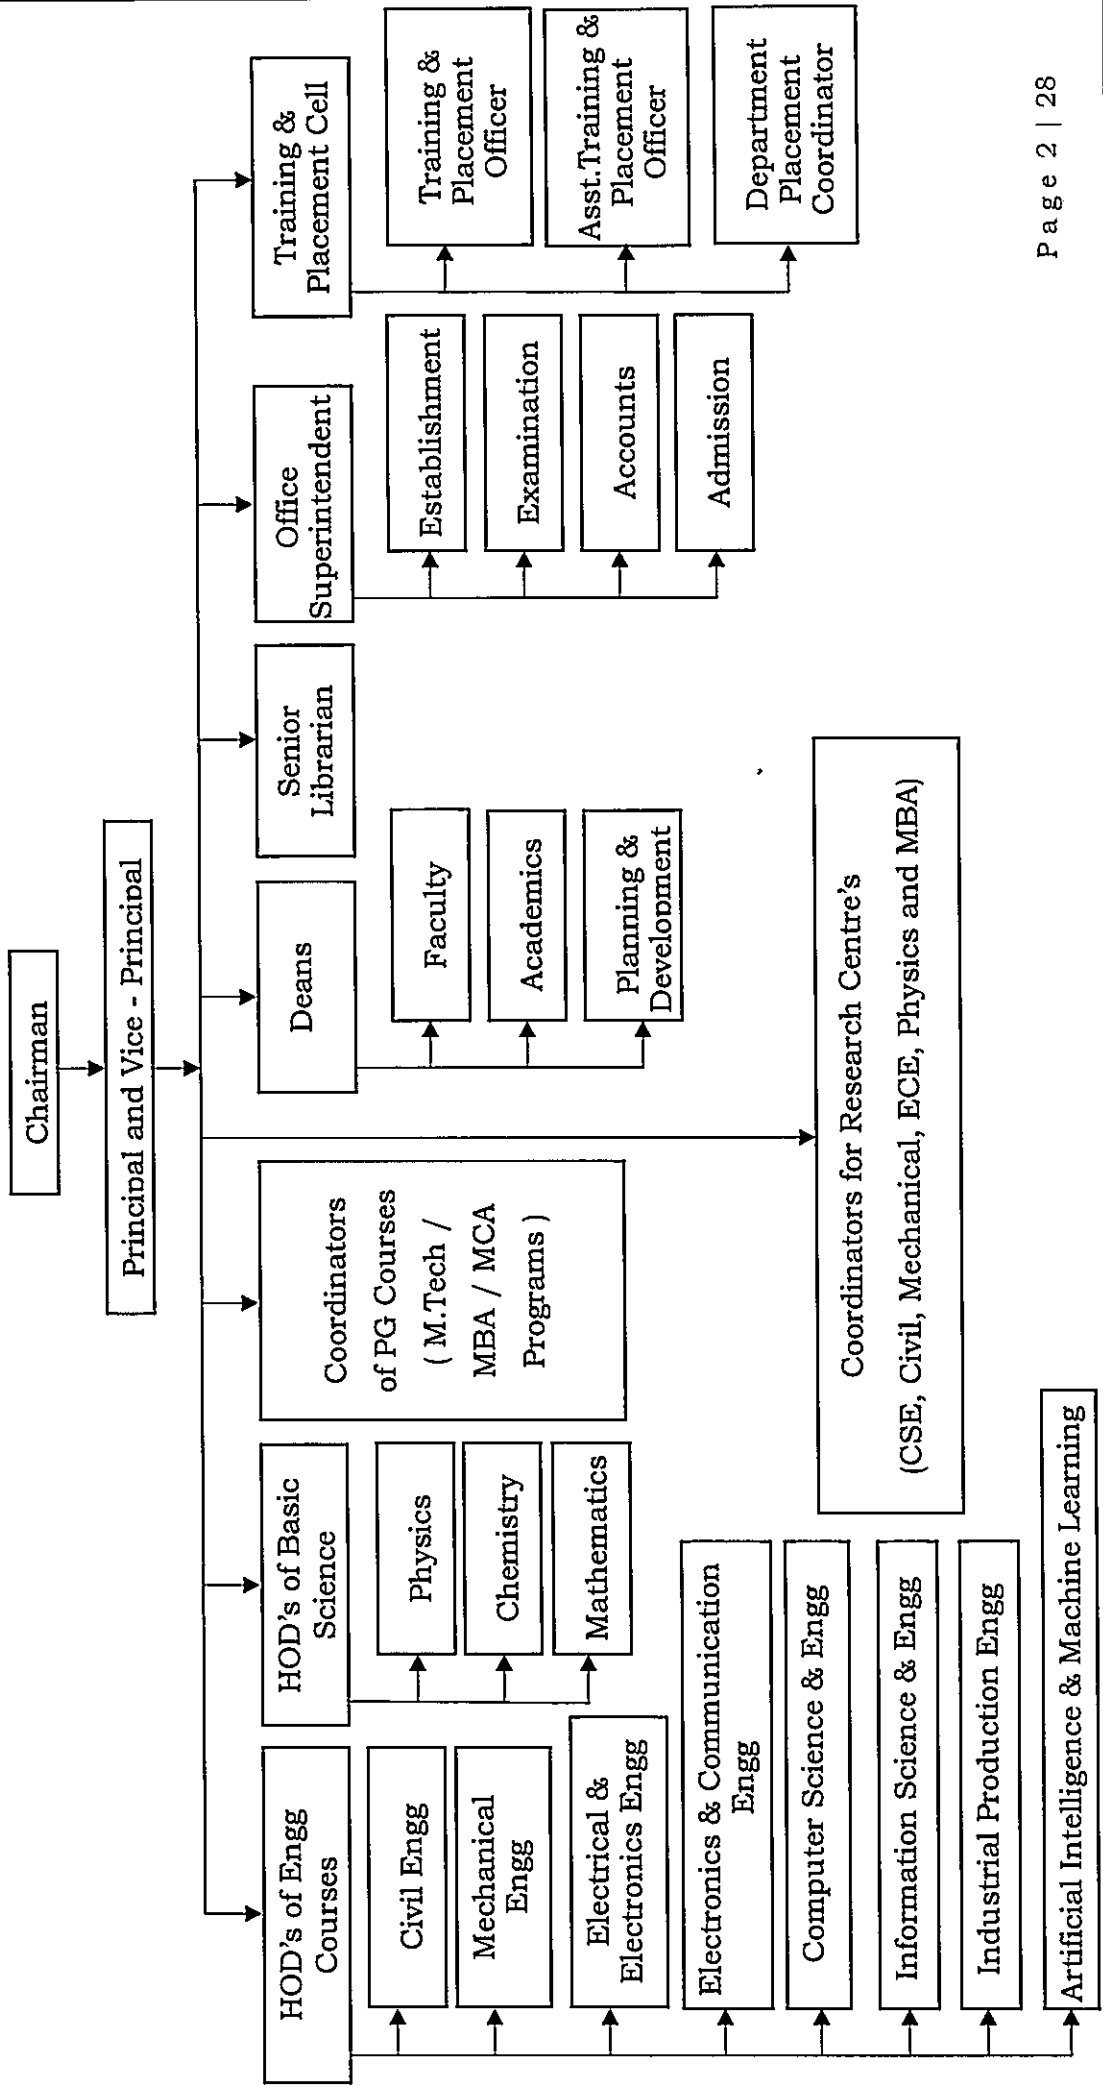 Chairman
Principal and Vice - Principal
HOD's of Engg
Courses
Civil Engg
Mechanical
Engg
Electrical &
Electronics Engg
Electronics & Communication
Engg
Computer Science & Engg
Information Science & Engg
Industrial Production Engg
Artificial Intelligence & Machine Learning
HOD's of Basic
Science
Physics
Chemistry
Mathematics
Coordinators
of PG Courses
( M.Tech /
MBA / MCA
Programs )
Coordinators for Research Centre's
(CSE, Civil, Mechanical, ECE, Physics and MBA)
Deans
Faculty
Academics
Planning &
Development
Senior
Librarian
Office
Superintendent
Establishment
Examination
Accounts
Admission
Training &
Placement Cell
Training &
Placement
Officer
Asst.Training &
Placement
Officer
Department
Placement
Coordinator
Page 2 | 28